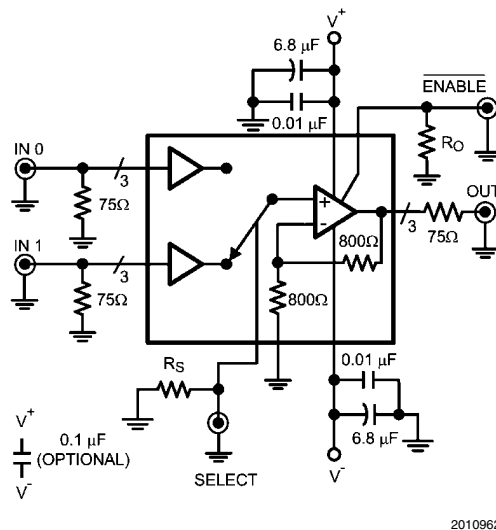 V+
6.8 µF
0.01 µF
ENABLE
RO
IN 0
3
75Ω
OUT
3
75Ω
IN 1
3
75Ω
+
-
800Ω
800Ω
RS
SELECT
0.01 µF
6.8 µF
V-
V+
0.1 µF
(OPTIONAL)
V-
2010962